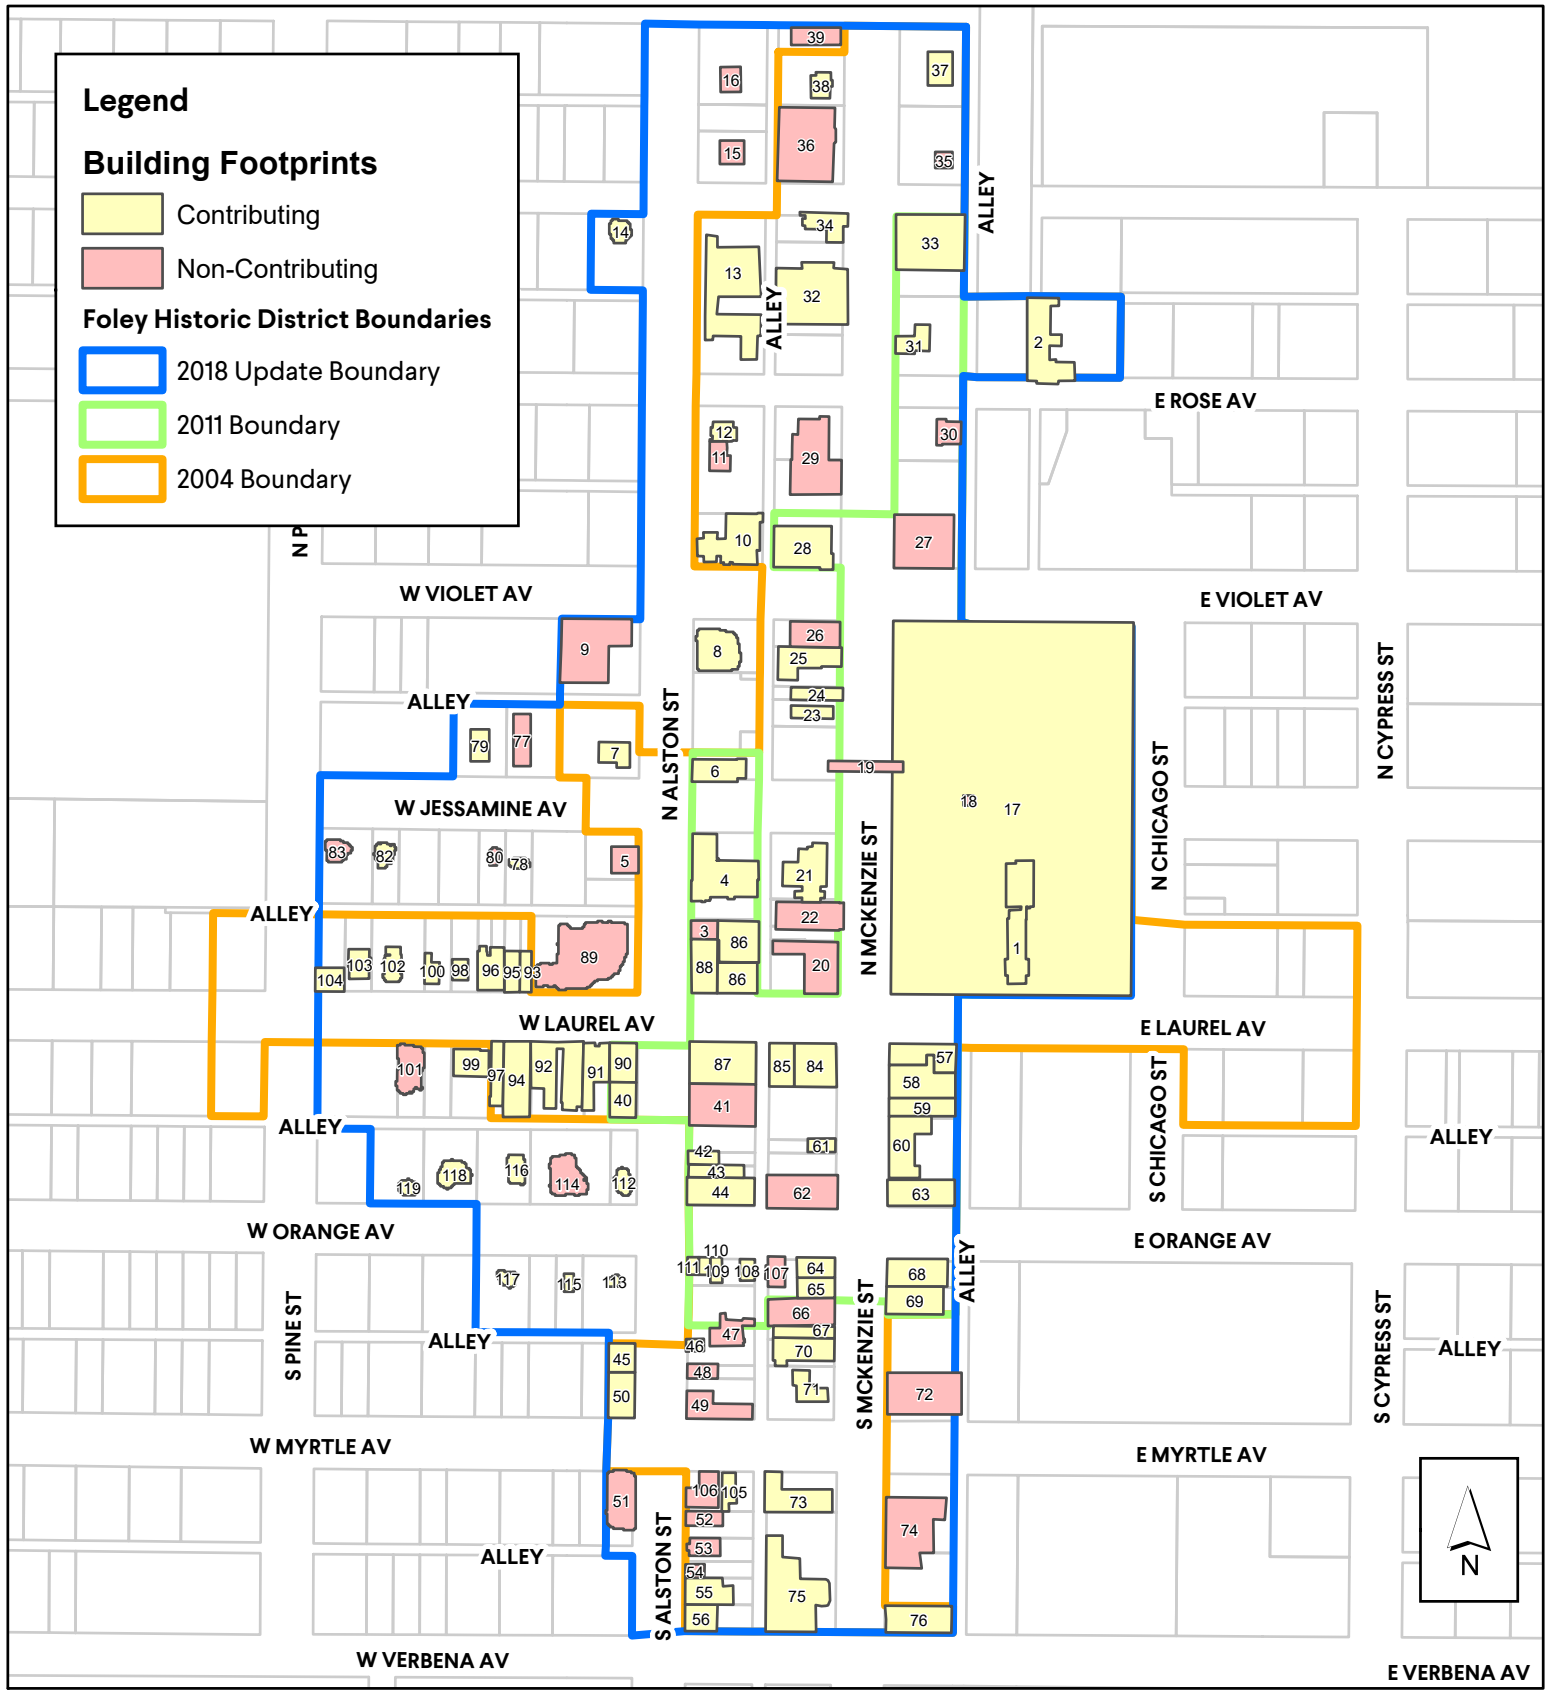 Legend
Building Footprints
Contributing
Non-Contributing
Foley Historic District Boundaries
2018 Update Boundary
2011 Boundary
2004 Boundary
39
16
38
37
15
36
35
ALLEY
14
34
33
13
32
ALLEY
31
2
E ROSE AV
12
11
29
30
N P
10
28
27
W VIOLET AV
E VIOLET AV
9
8
26
25
24
23
ALLEY
N ALSTON ST
N CYPRESS ST
79
77
7
6
19
18
17
N CHICAGO ST
W JESSAMINE AV
N MCKENZIE ST
83
82
80
78
5
4
21
22
ALLEY
3
86
88
86
20
1
104
103
102
100
98
96
95
93
89
W LAUREL AV
E LAUREL AV
101
99
97
94
92
91
90
40
87
41
85
84
57
58
59
60
S CHICAGO ST
ALLEY
ALLEY
119
118
116
114
112
42
43
44
61
62
63
W ORANGE AV
E ORANGE AV
110
111
109
108
107
64
65
66
67
68
69
ALLEY
117
115
113
S PINE ST
S MCKENZIE ST
S CYPRESS ST
ALLEY
ALLEY
45
46
47
48
49
50
70
71
72
W MYRTLE AV
E MYRTLE AV
51
106
105
52
53
54
55
56
73
74
75
76
ALLEY
S ALSTON ST
N
W VERBENA AV
E VERBENA AV